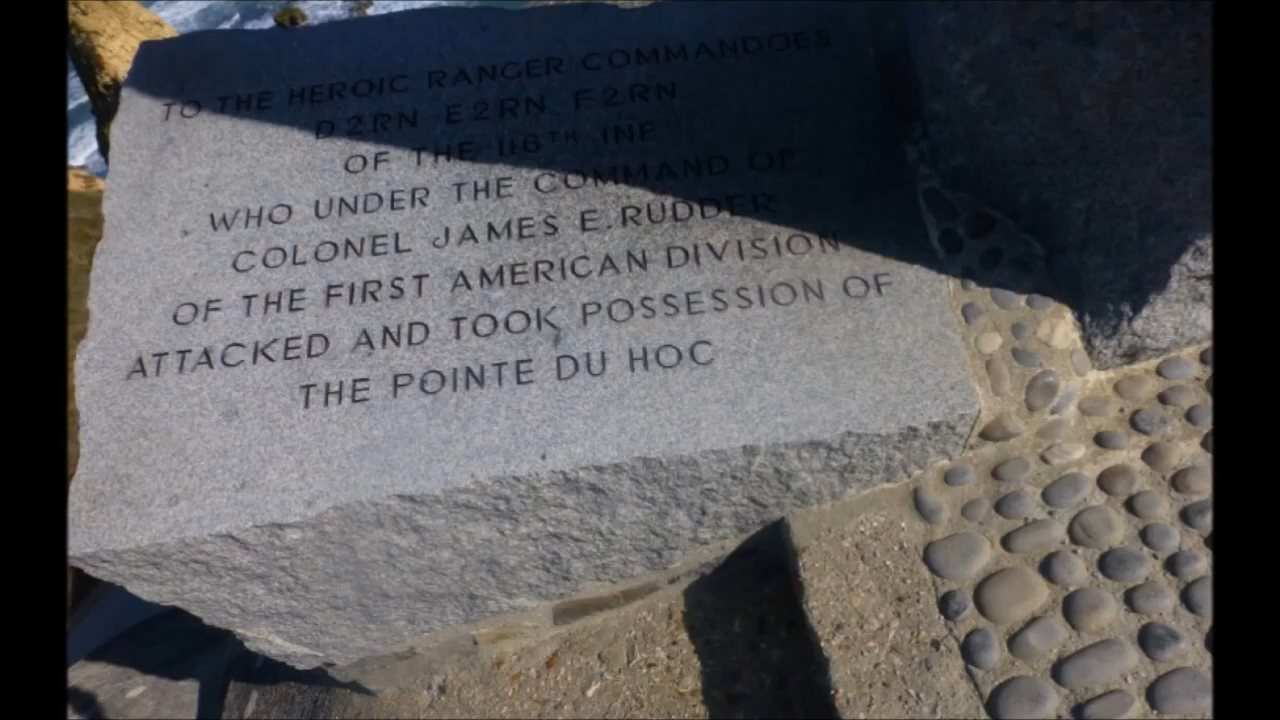 TO THE HEROIC RANGER COMMANDOES
D2RN E2RN F2RN
OF THE 116TH INF
WHO UNDER THE COMMAND OF
COLONEL JAMES E. RUDDER
OF THE FIRST AMERICAN DIVISION
ATTACKED AND TOOK POSSESSION OF
THE POINTE DU HOC